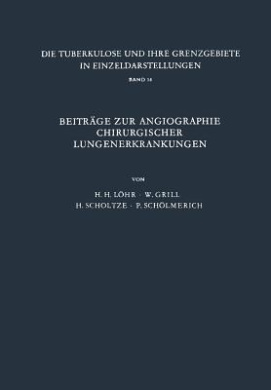 DIE TUBERKULOSE UND IHRE GRENZGEBIETE
IN EINZELDARSTELLUNGEN
BAND 14
BEITRÄGE ZUR ANGIOGRAPHIE
CHIRURGISCHER
LUNGENERKRANKUNGEN
VON
H. H. LÖHR · W. GRILL
H. SCHOLTZE · P. SCHÖLMERICH